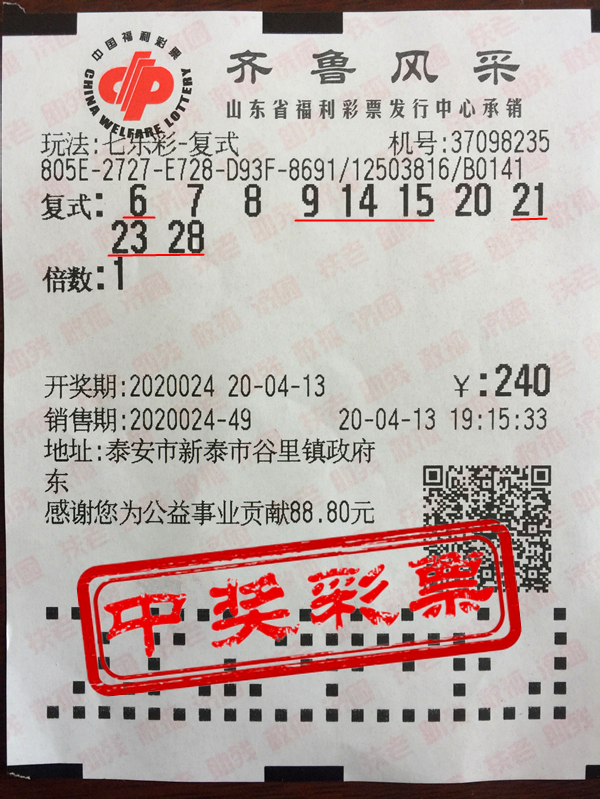 中国福利彩票
CHINA WELFARE LOTTERY
齐鲁风采
山东省福利彩票发行中心承销
玩法:七乐彩-复式 机号:37098235
805E-2727-E728-D93F-8691/12503816/B0141
复式: 6 7 8 9 14 15 20 21
23 28
倍数:1
开奖期:2020024 20-04-13 ¥:240
销售期:2020024-49 20-04-13 19:15:33
地址:泰安市新泰市谷里镇政府
东
感谢您为公益事业贡献88.80元
中奖彩票